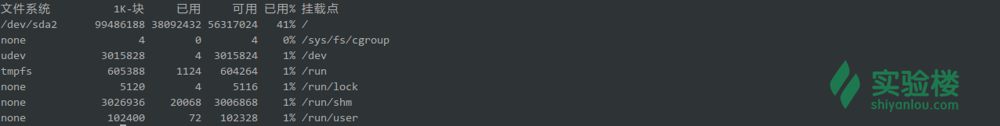 文件系统 1K-块 已用 可用 已用% 挂载点
/dev/sda2 99486188 38092432 56317024 41% /
none 4 0 4 0% /sys/fs/cgroup
udev 3015828 4 3015824 1% /dev
tmpfs 605388 1124 604264 1% /run
none 5120 4 5116 1% /run/lock
none 3026936 20068 3006868 1% /run/shm
none 102400 72 102328 1% /run/user
实验楼
shiyanlou.com